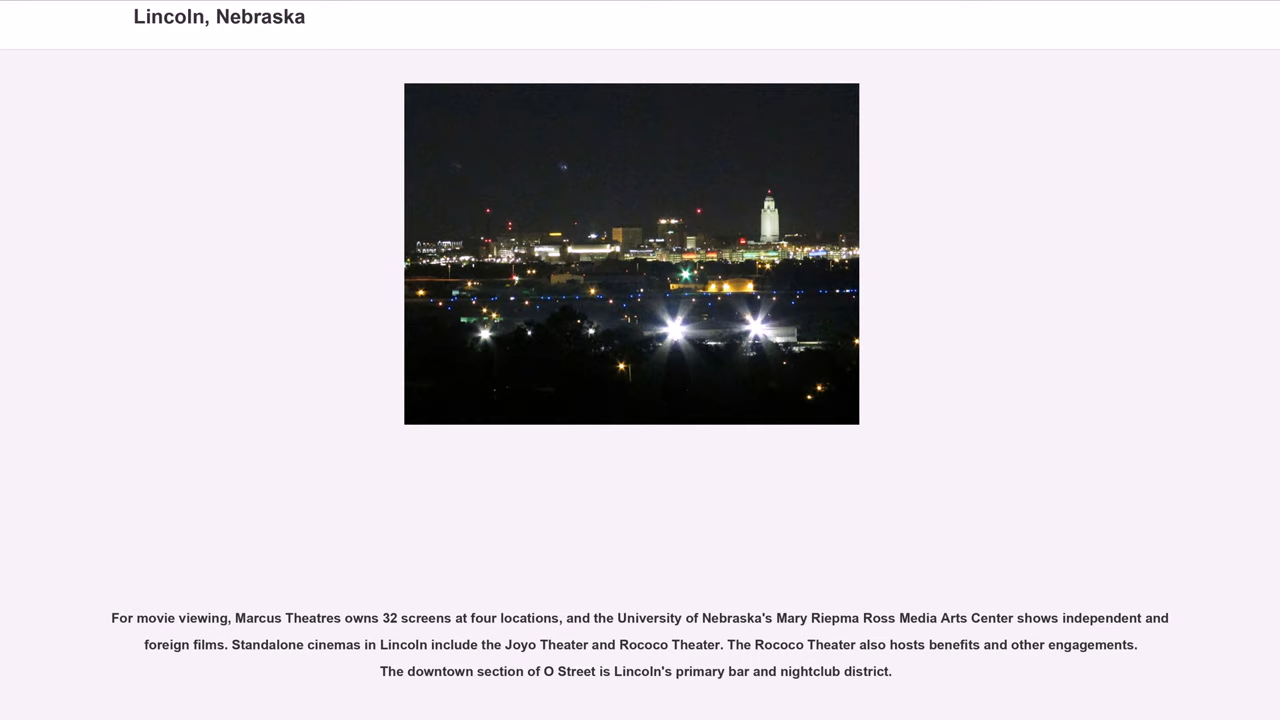 Lincoln, Nebraska
For movie viewing, Marcus Theatres owns 32 screens at four locations, and the University of Nebraska's Mary Riepma Ross Media Arts Center shows independent and
foreign films. Standalone cinemas in Lincoln include the Joyo Theater and Rococo Theater. The Rococo Theater also hosts benefits and other engagements.
The downtown section of O Street is Lincoln's primary bar and nightclub district.